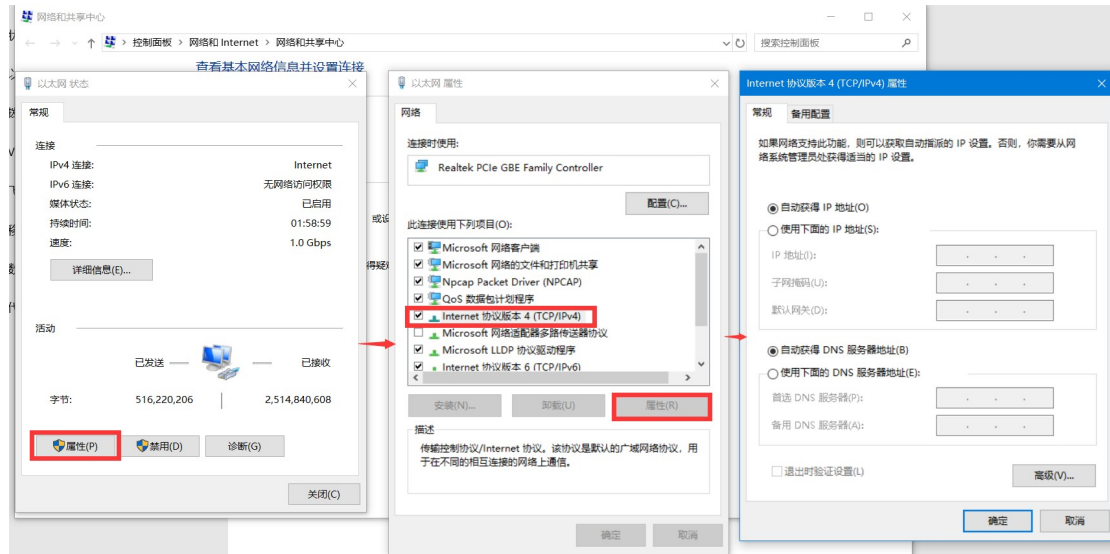 网络和共享中心
控制面板 > 网络和 Internet > 网络和共享中心
搜索控制面板
查看基本网络信息并设置连接
以太网 状态
常规
连接
IPv4 连接: Internet
IPv6 连接: 无网络访问权限
媒体状态: 已启用
持续时间: 01:58:59
速度: 1.0 Gbps
详细信息(E)...
活动
已发送 — — 已接收
字节: 516,220,206 | 2,514,840,608
属性(P) 禁用(D) 诊断(G)
关闭(C)
或设
得疑
以太网 属性
网络
连接时使用:
Realtek PCIe GBE Family Controller
配置(C)...
此连接使用下列项目(O):
Microsoft 网络客户端
Microsoft 网络的文件和打印机共享
Npcap Packet Driver (NPCAP)
QoS 数据包计划程序
Internet 协议版本 4 (TCP/IPv4)
Microsoft 网络适配器多路传送器协议
Microsoft LLDP 协议驱动程序
Internet 协议版本 6 (TCP/IPv6)
安装(N)... 卸载(U) 属性(R)
描述
传输控制协议/Internet 协议。该协议是默认的广域网络协议，用
于在不同的相互连接的网络上通信。
确定 取消
Internet 协议版本 4 (TCP/IPv4) 属性
常规 备用配置
如果网络支持此功能，则可以获取自动指派的 IP 设置。否则，你需要从网
络系统管理员处获得适当的 IP 设置。
自动获得 IP 地址(O)
使用下面的 IP 地址(S):
IP 地址(I):
子网掩码(U):
默认网关(D):
自动获得 DNS 服务器地址(B)
使用下面的 DNS 服务器地址(E):
首选 DNS 服务器(P):
备用 DNS 服务器(A):
退出时验证设置(L)
高级(V)...
确定 取消